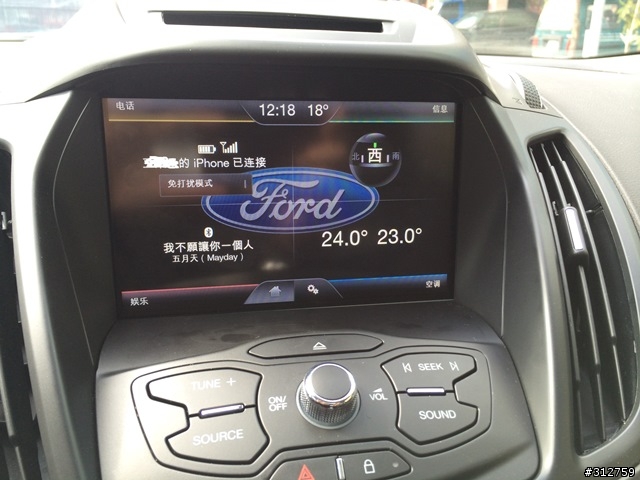 电话
12:18 18°
信息
的 iPhone 已连接
北 西 南
免打扰模式
Ford
24.0° 23.0°
我不願讓你一個人
五月天（Mayday）
娱乐
空调
TUNE +
SOURCE
ON/
OFF
VOL
SEEK
SOUND
#312759